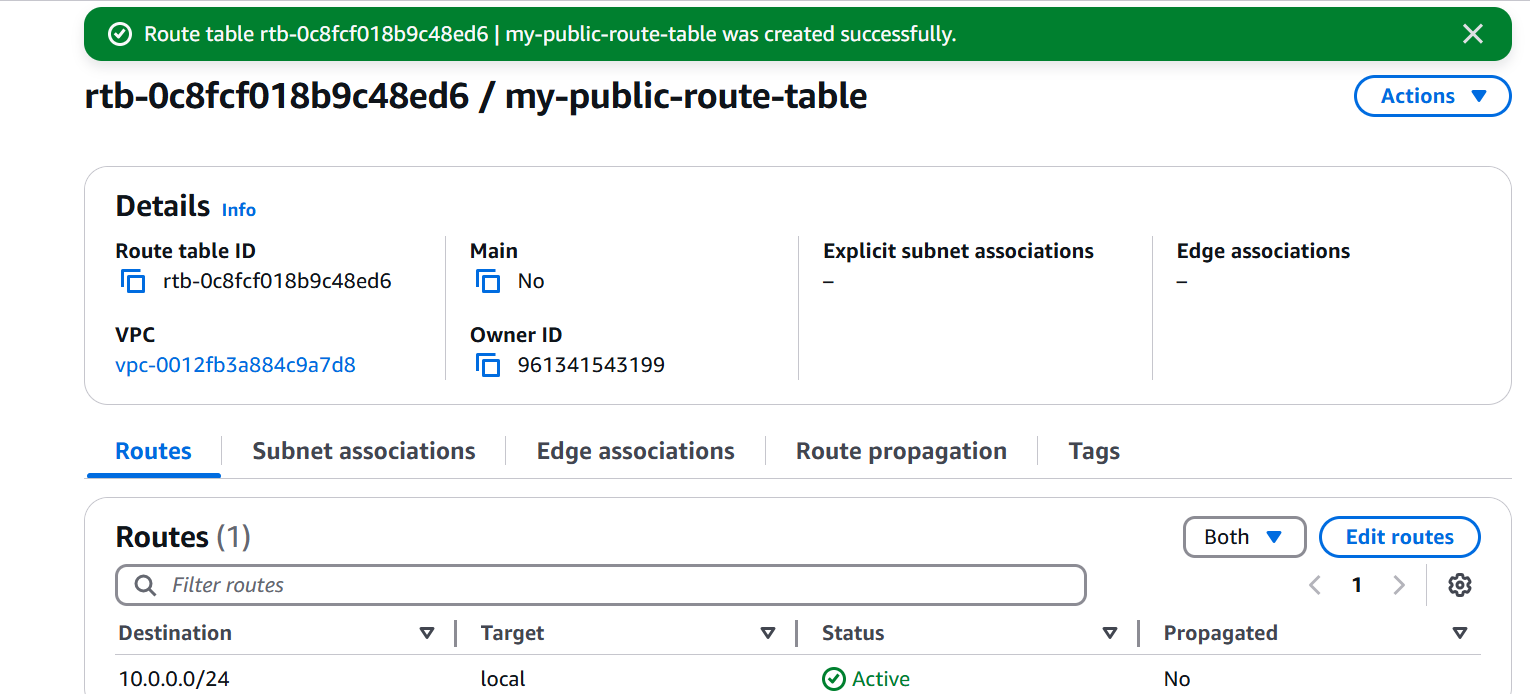 Route table rtb-0c8fcf018b9c48ed6 | my-public-route-table was created successfully.
rtb-0c8fcf018b9c48ed6 / my-public-route-table
Actions
Details Info
Route table ID
rtb-0c8fcf018b9c48ed6
Main
No
Explicit subnet associations
–
Edge associations
–
VPC
vpc-0012fb3a884c9a7d8
Owner ID
961341543199
Routes
Subnet associations
Edge associations
Route propagation
Tags
Routes (1)
Both
Edit routes
Filter routes
1
Destination
Target
Status
Propagated
10.0.0.0/24
local
Active
No